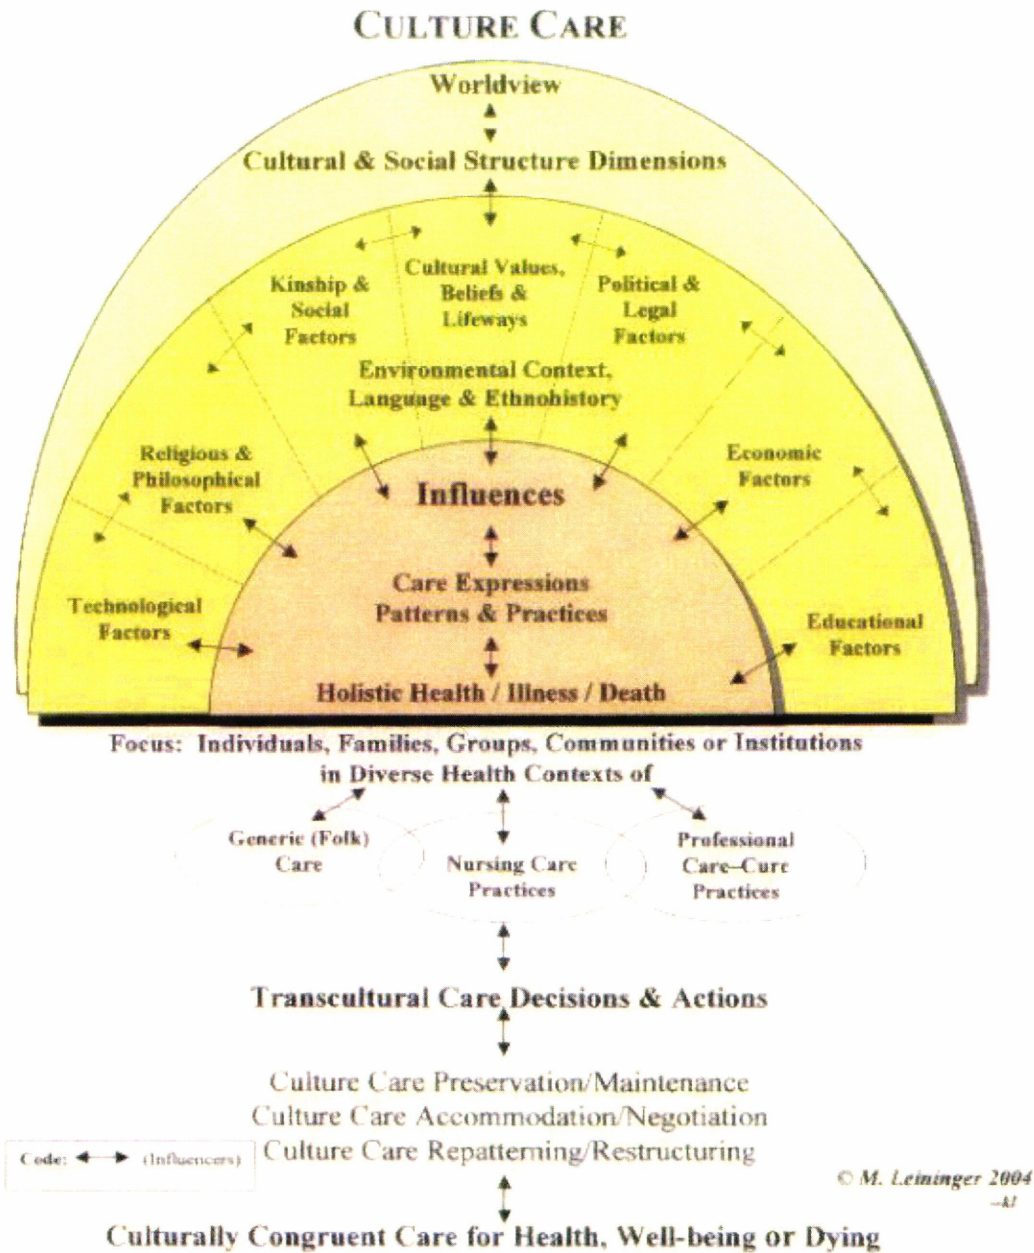 CULTURE CARE
Worldview
Cultural & Social Structure Dimensions
Kinship &
Social
Factors
Cultural Values,
Beliefs &
Lifeways
Political &
Legal
Factors
Environmental Context,
Language & Ethnohistory
Religious &
Philosophical
Factors
Economic
Factors
Influences
Care Expressions
Patterns & Practices
Technological
Factors
Educational
Factors
Holistic Health / Illness / Death
Focus: Individuals, Families, Groups, Communities or Institutions
in Diverse Health Contexts of
Generic (Folk)
Care
Nursing Care
Practices
Professional
Care–Cure
Practices
Transcultural Care Decisions & Actions
Culture Care Preservation/Maintenance
Culture Care Accommodation/Negotiation
Culture Care Repatterning/Restructuring
Code: (Influencers)
© M. Leininger 2004
–kl
Culturally Congruent Care for Health, Well-being or Dying